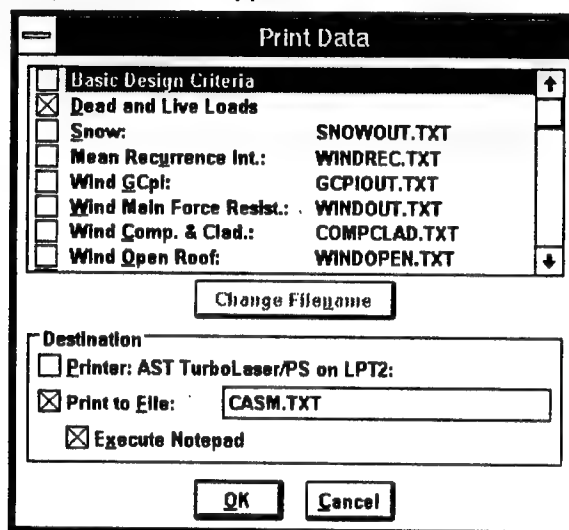 Print Data
Basic Design Criteria
Dead and Live Loads
Snow: SNOWOUT.TXT
Mean Recurrence Int.: WINDREC.TXT
Wind GCpl: GCPIOUT.TXT
Wind Main Force Resist.: WINDOUT.TXT
Wind Comp. & Clad.: COMPCLAD.TXT
Wind Open Roof: WINDOPEN.TXT
Change Filename
Destination
Printer: AST TurboLaser/PS on LPT2:
Print to File: CASM.TXT
Execute Notepad
OK Cancel